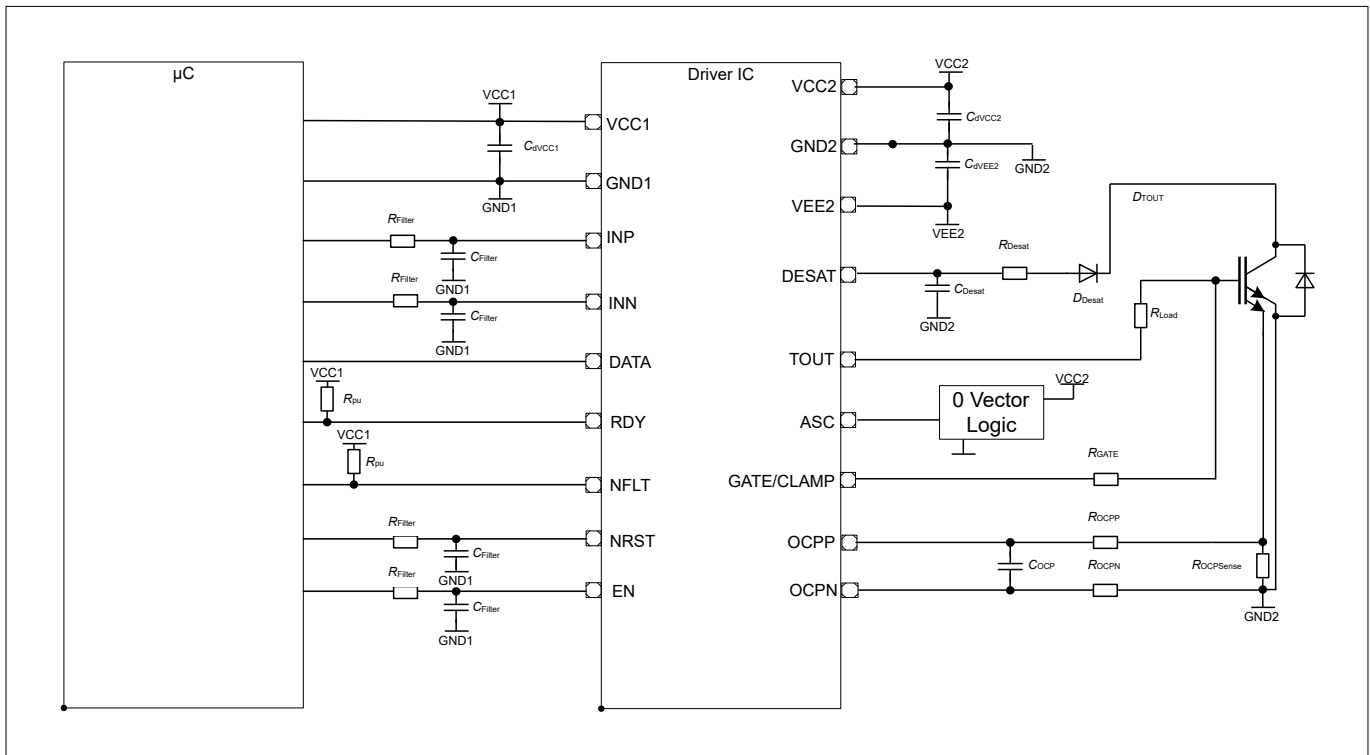 µC
Driver IC
VCC1
CdVCC1
GND1
VCC1
GND1
RFilter
CFilter
GND1
INP
RFilter
CFilter
GND1
INN
DATA
VCC1
Rpu
RDY
VCC1
Rpu
NFLT
RFilter
CFilter
GND1
NRST
RFilter
CFilter
GND1
EN
VCC2
VCC2
CdVCC2
GND2
CdVEE2
GND2
VEE2
VEE2
DTOUT
DESAT
RDesat
CDesat
GND2
DDesat
RLoad
TOUT
ASC
0 Vector
Logic
VCC2
GATE/CLAMP
RGATE
OCPP
ROCPP
COCP
OCPN
ROCPN
ROCPSense
GND2